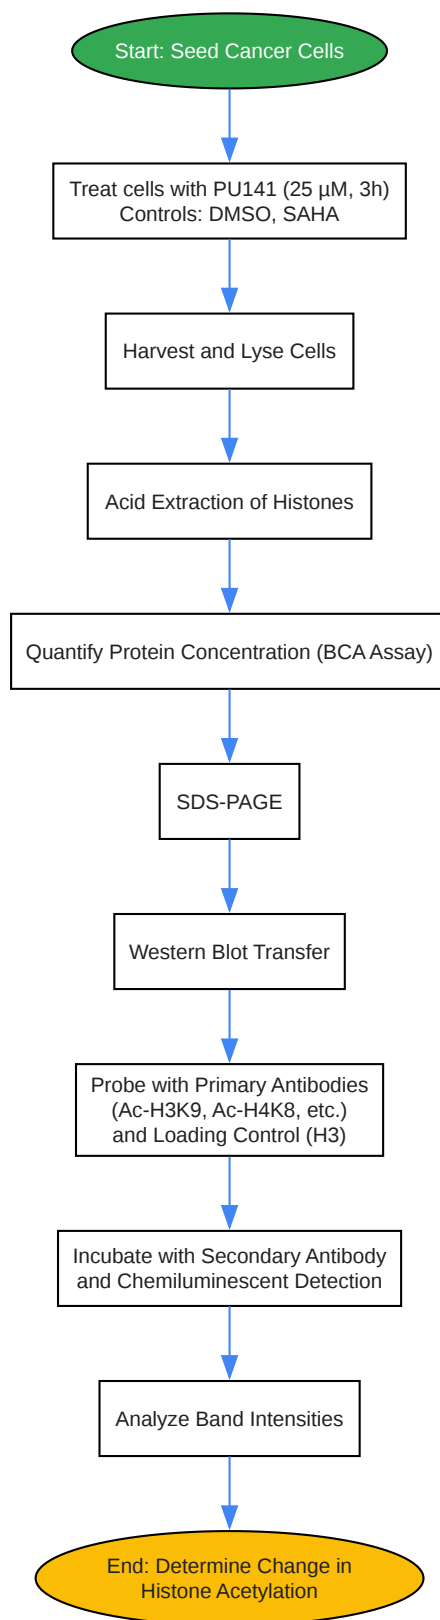 Start: Seed Cancer Cells
Treat cells with PU141 (25 µM, 3h)
Controls: DMSO, SAHA
Harvest and Lyse Cells
Acid Extraction of Histones
Quantify Protein Concentration (BCA Assay)
SDS-PAGE
Western Blot Transfer
Probe with Primary Antibodies
(Ac-H3K9, Ac-H4K8, etc.)
and Loading Control (H3)
Incubate with Secondary Antibody
and Chemiluminescent Detection
Analyze Band Intensities
End: Determine Change in
Histone Acetylation